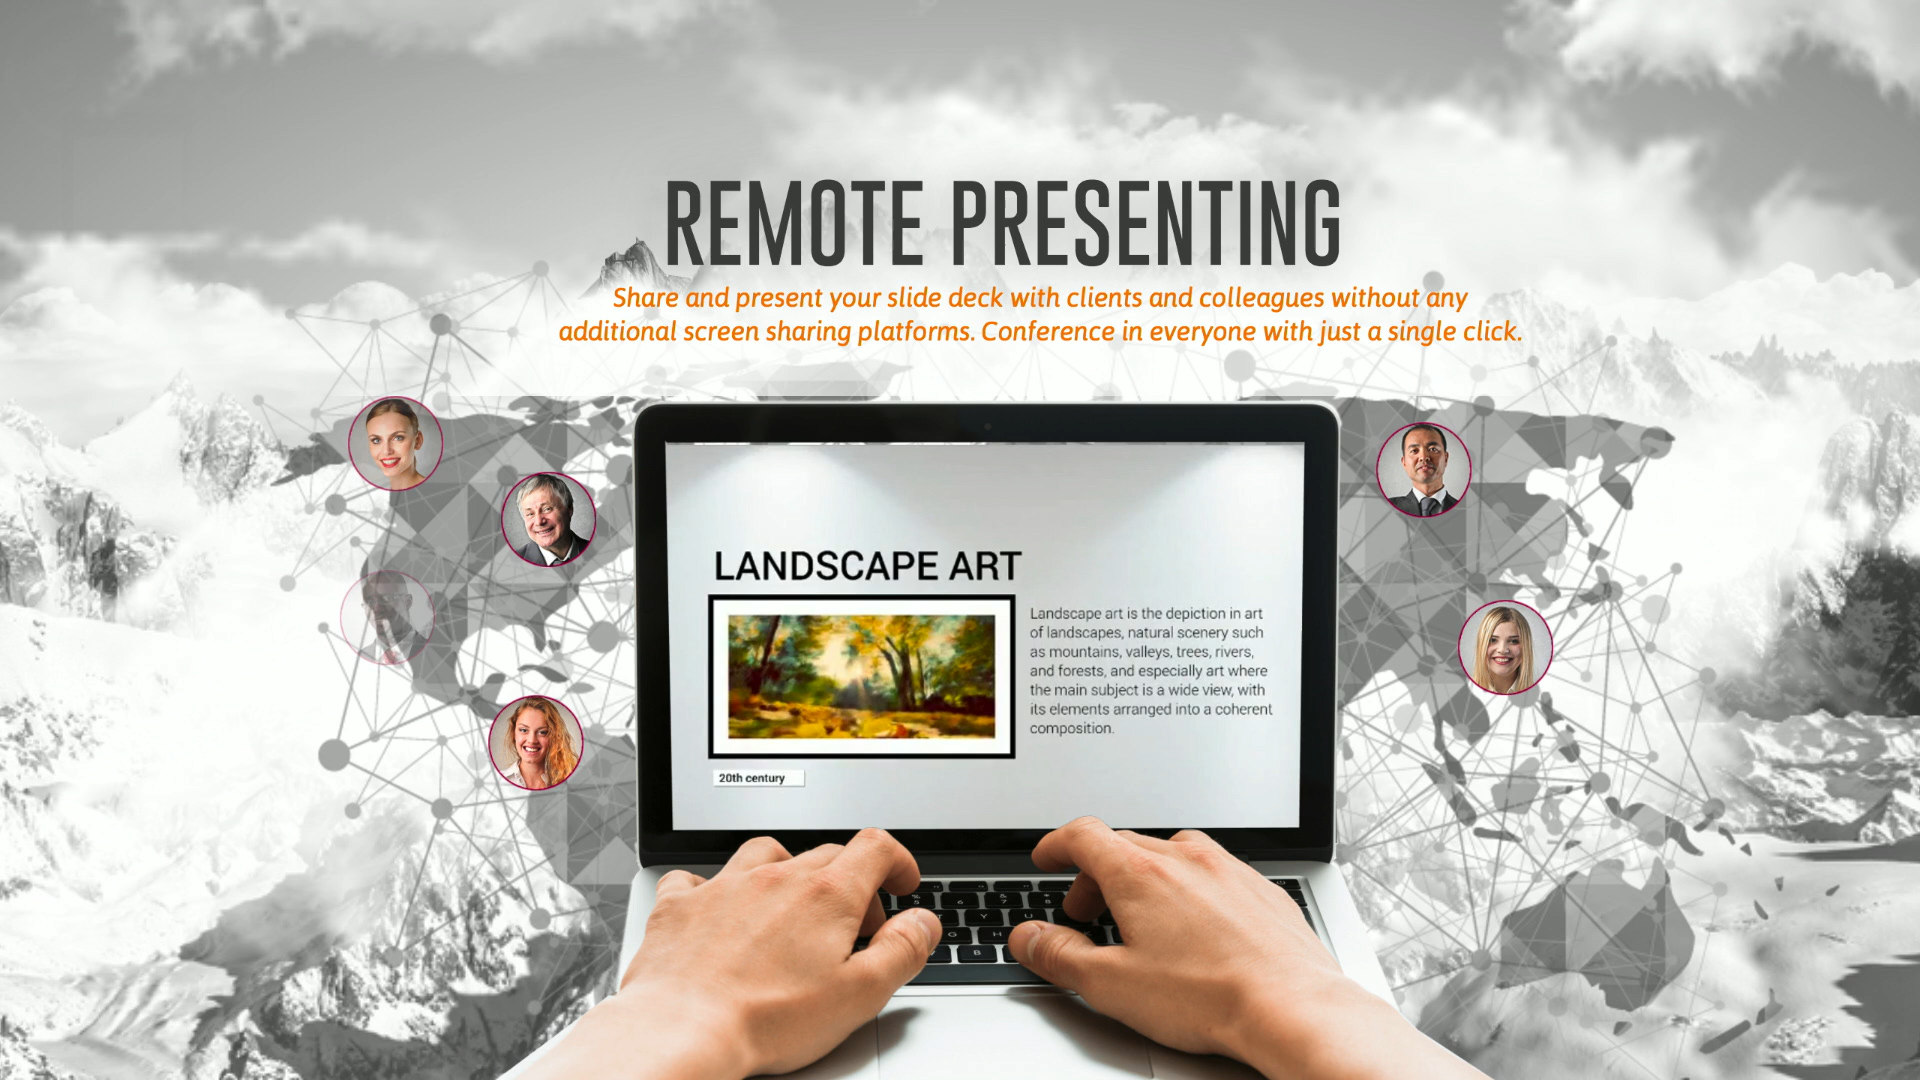 REMOTE PRESENTING
Share and present your slide deck with clients and colleagues without any
additional screen sharing platforms. Conference in everyone with just a single click.
LANDSCAPE ART
Landscape art is the depiction in art
of landscapes, natural scenery such
as mountains, valleys, trees, rivers,
and forests, and especially art where
the main subject is a wide view, with
its elements arranged into a coherent
composition.
20th century